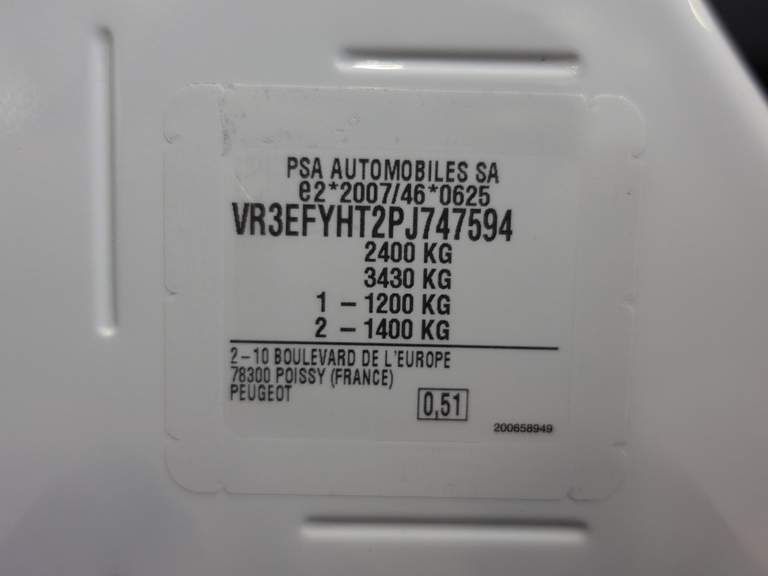 PSA AUTOMOBILES SA
e2*2007/46*0625
VR3EFYHT2PJ747594
2400 KG
3430 KG
1 – 1200 KG
2 – 1400 KG
2–10 BOULEVARD DE L'EUROPE
78300 POISSY (FRANCE)
PEUGEOT
0,51
200658949